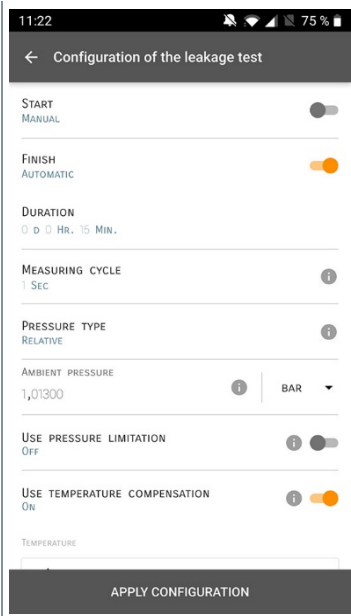 11:22 75 %
Configuration of the leakage test
START
MANUAL
FINISH
AUTOMATIC
DURATION
0 D 0 HR. 15 MIN.
MEASURING CYCLE
1 SEC
PRESSURE TYPE
RELATIVE
AMBIENT PRESSURE
1,01300 BAR
USE PRESSURE LIMITATION
OFF
USE TEMPERATURE COMPENSATION
ON
TEMPERATURE
APPLY CONFIGURATION